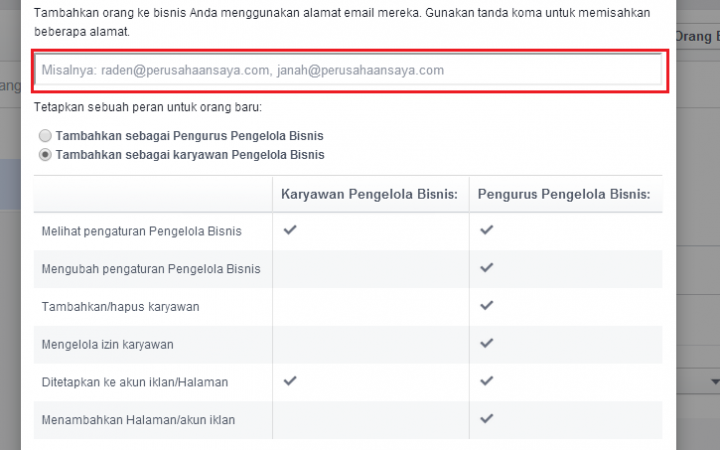 Tambahkan orang ke bisnis Anda menggunakan alamat email mereka. Gunakan tanda koma untuk memisahkan
beberapa alamat.
Orang B
Misalnya: raden@perusahaansaya.com, janah@perusahaansaya.com
ang
Tetapkan sebuah peran untuk orang baru:
Tambahkan sebagai Pengurus Pengelola Bisnis
Tambahkan sebagai karyawan Pengelola Bisnis
Karyawan Pengelola Bisnis: Pengurus Pengelola Bisnis:
Melihat pengaturan Pengelola Bisnis
Mengubah pengaturan Pengelola Bisnis
Tambahkan/hapus karyawan
Mengelola izin karyawan
Ditetapkan ke akun iklan/Halaman
Menambahkan Halaman/akun iklan